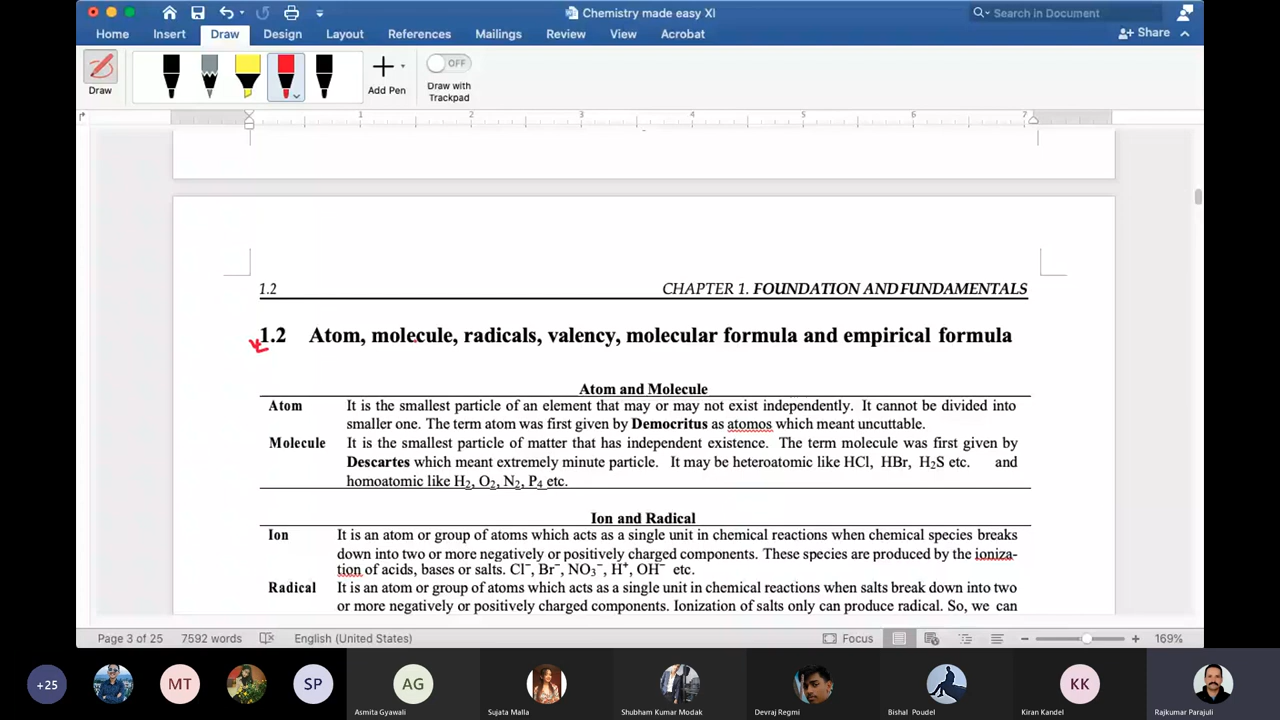 Chemistry made easy XI
Search in Document
Home Insert Draw Design Layout References Mailings Review View Comments Acrobat
Share
Draw
Add Pen
OFF
Draw with
Trackpad
1 2 3 4 5 6 7
1.2 CHAPTER 1. FOUNDATION AND FUNDAMENTALS
1.2 Atom, molecule, radicals, valency, molecular formula and empirical formula
Atom and Molecule
Atom It is the smallest particle of an element that may or may not exist independently. It cannot be divided into
smaller one. The term atom was first given by Democritus as atomos which meant uncuttable.
Molecule It is the smallest particle of matter that has independent existence. The term molecule was first given by
Descartes which meant extremely minute particle. It may be heteroatomic like HCl, HBr, H₂S etc. and
homoatomic like H₂, O₂, N₂, P₄ etc.
Ion and Radical
Ion It is an atom or group of atoms which acts as a single unit in chemical reactions when chemical species breaks
down into two or more negatively or positively charged components. These species are produced by the ioniza-
tion of acids, bases or salts. Cl⁻, Br⁻, NO₃⁻, H⁺, OH⁻ etc.
Radical It is an atom or group of atoms which acts as a single unit in chemical reactions when salts break down into two
or more negatively or positively charged components. Ionization of salts only can produce radical. So, we can
Page 3 of 25 7592 words English (United States) Focus 169%
+25 MT SP AG KK
Asmita Gyawali Sujata Malla Shubham Kumar Modak Devraj Regmi Bishal Poudel Kiran Kandel Rajkumar Parajuli